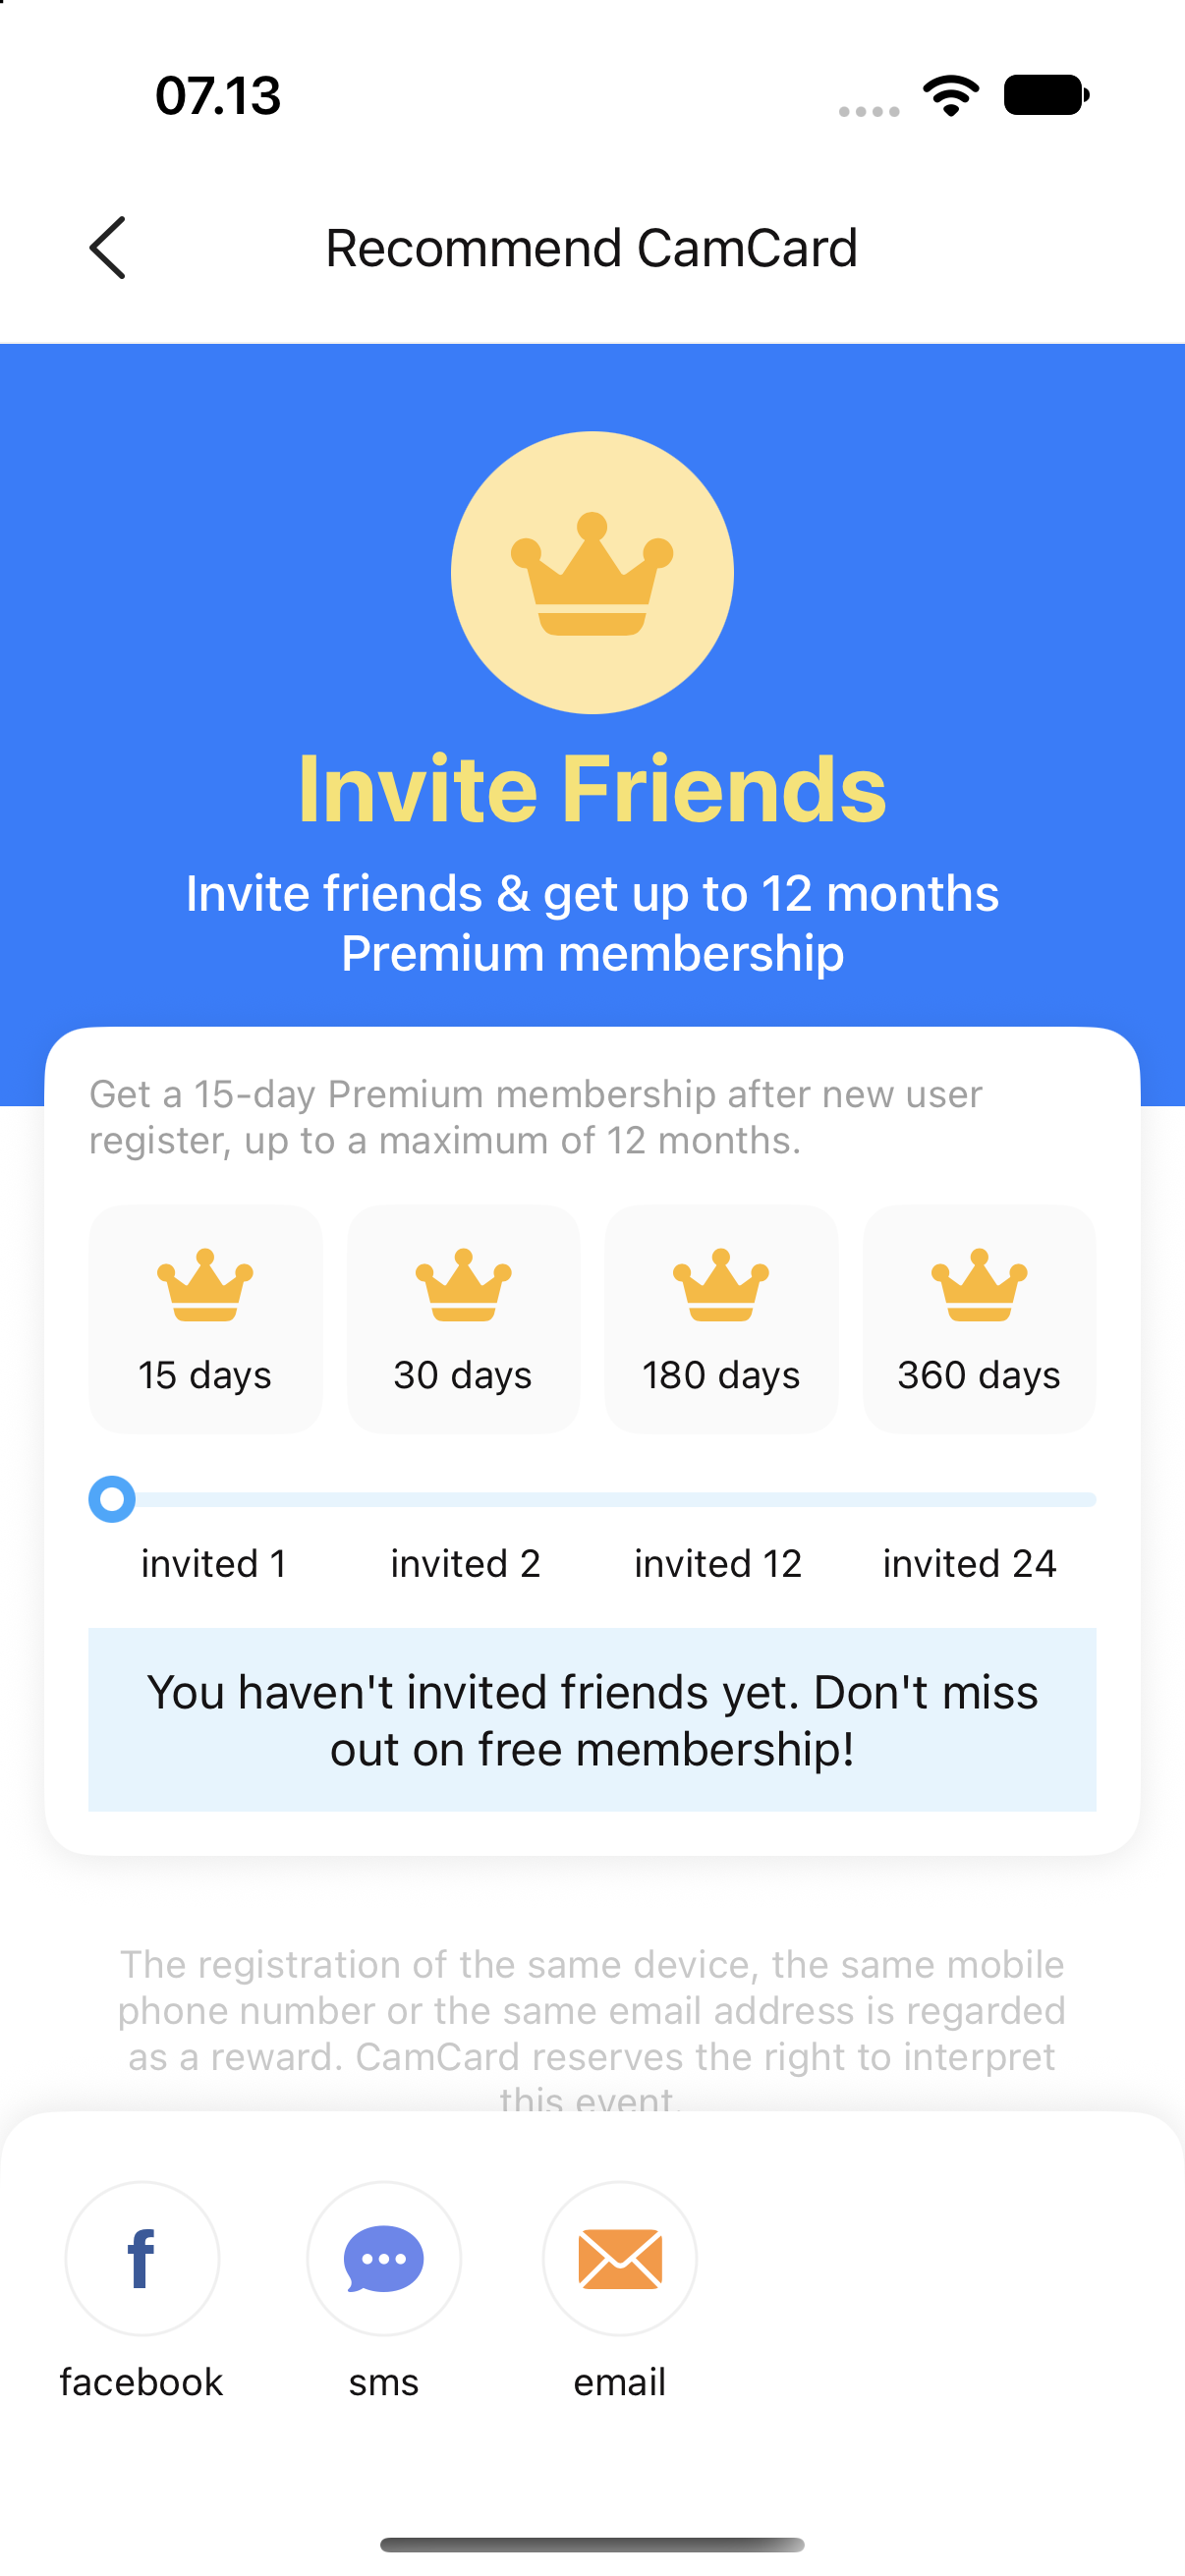 07.13
Recommend CamCard
Invite Friends
Invite friends & get up to 12 months
Premium membership
Get a 15-day Premium membership after new user
register, up to a maximum of 12 months.
15 days
30 days
180 days
360 days
invited 1
invited 2
invited 12
invited 24
You haven't invited friends yet. Don't miss
out on free membership!
The registration of the same device, the same mobile
phone number or the same email address is regarded
as a reward. CamCard reserves the right to interpret
this event.
f
facebook
sms
email